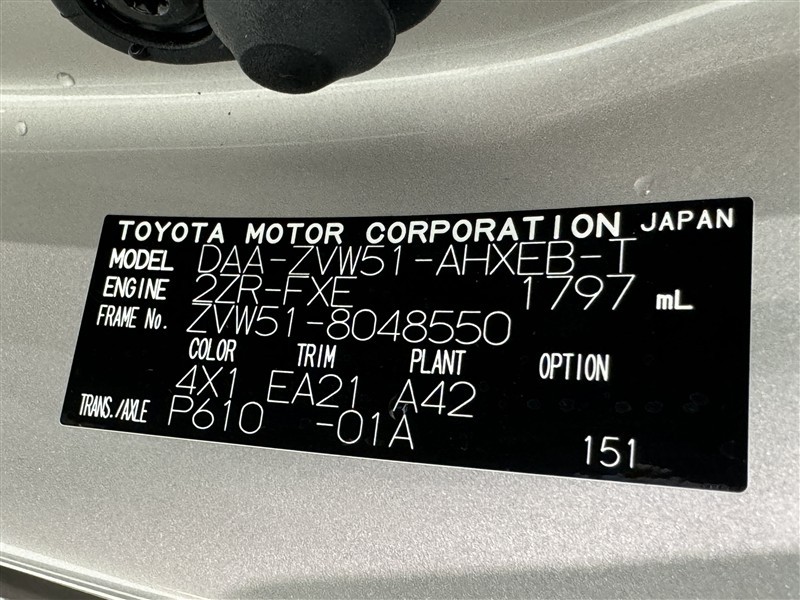 TOYOTA MOTOR CORPORATION JAPAN
MODEL DAA-ZVW51-AHXEB-T
ENGINE 2ZR-FXE 1797 mL
FRAME No. ZVW51-8048550
COLOR TRIM PLANT OPTION
4X1 EA21 A42
TRANS./AXLE P610 -01A
151